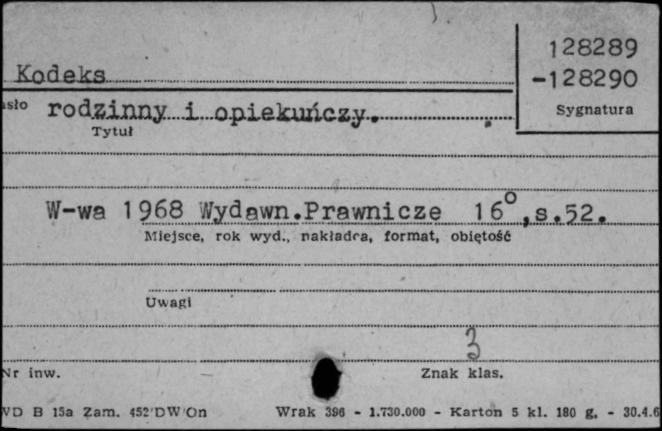 128289
Kodeks
-128290
Sygnatura
asło rodzinny i opiekuńczy.
Tytuł
W-wa 1968 Wydawn.Prawnicze 16°,s.52.
Miejsce, rok wyd., nakładca, format, objętość
Uwagi
3
Nr inw.
Znak klas.
WD B 15a Zam. 452/DW/On Wrak 396 - 1.730.000 - Karton 5 kl. 180 g. - 30.4.6